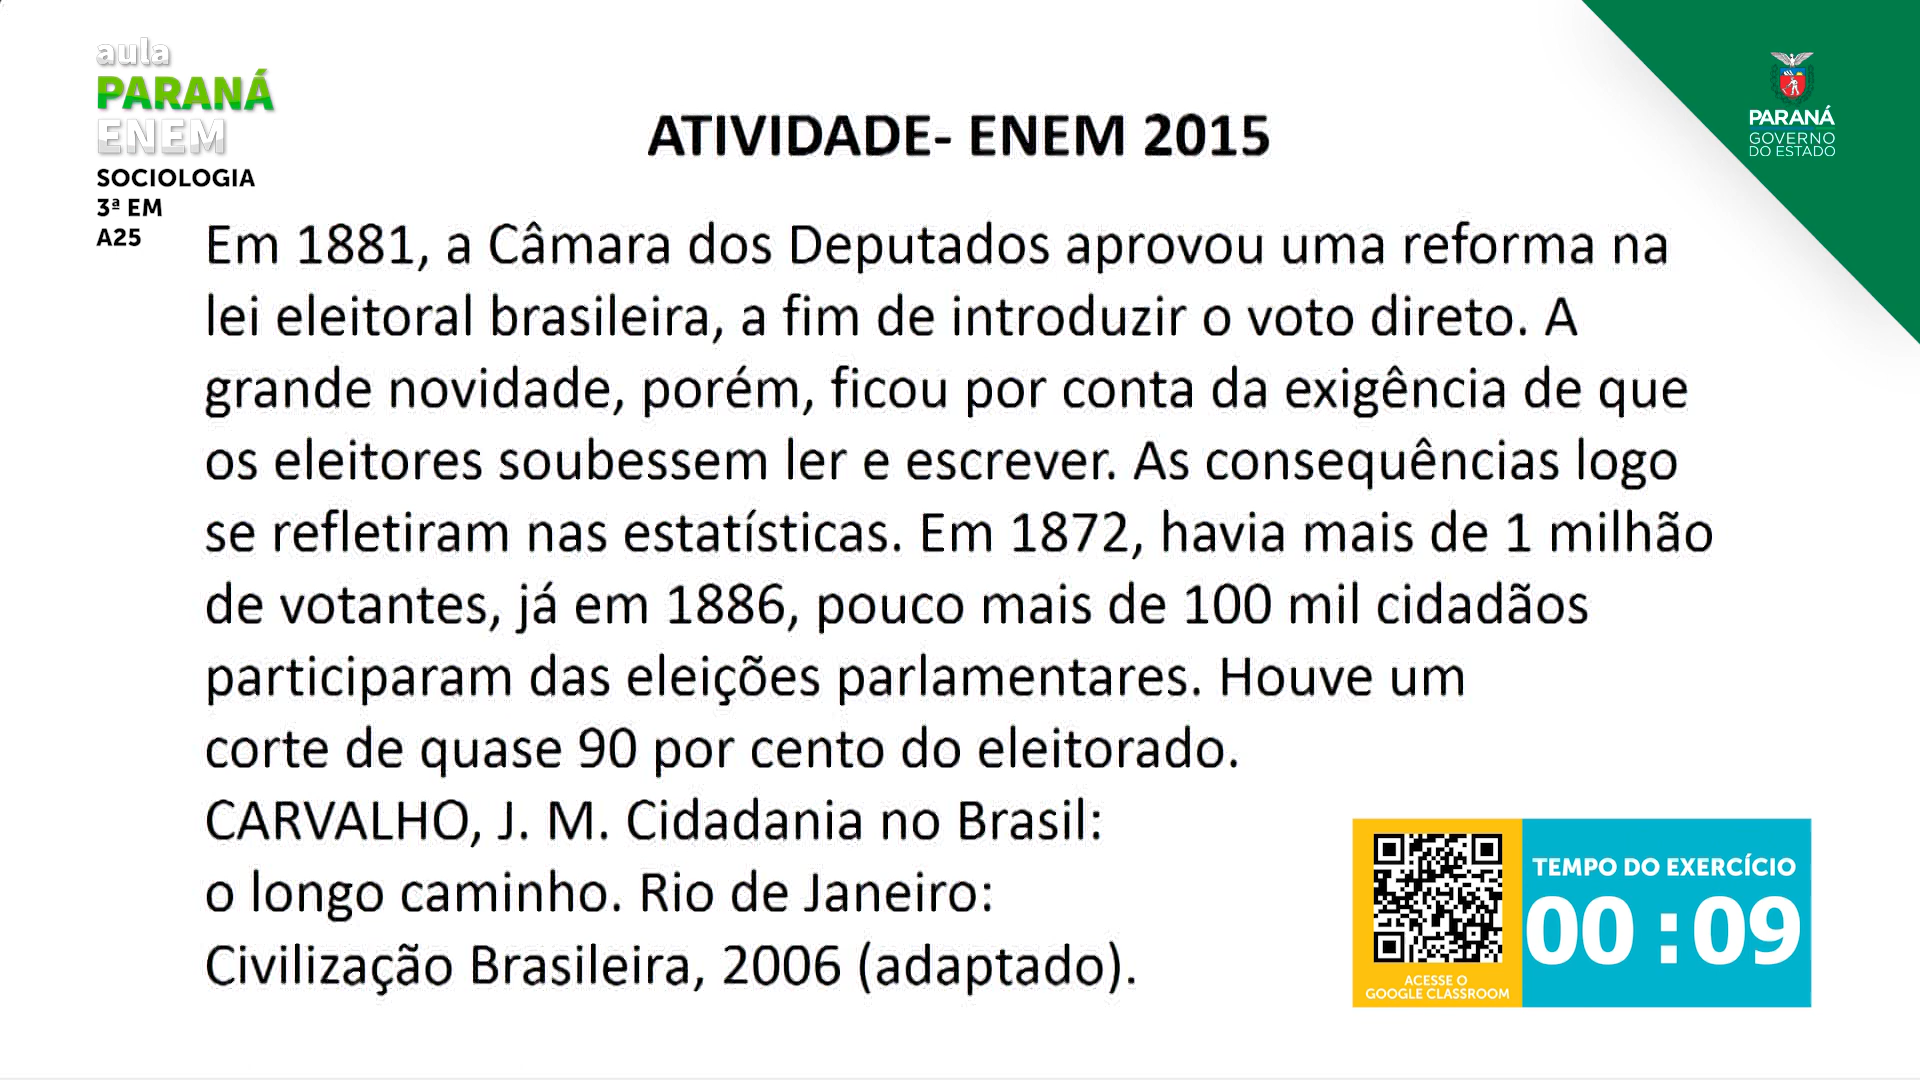 aula
PARANÁ
ENEM
SOCIOLOGIA
3ª EM
A25
PARANÁ
GOVERNO
DO ESTADO
ATIVIDADE- ENEM 2015
Em 1881, a Câmara dos Deputados aprovou uma reforma na
lei eleitoral brasileira, a fim de introduzir o voto direto. A
grande novidade, porém, ficou por conta da exigência de que
os eleitores soubessem ler e escrever. As consequências logo
se refletiram nas estatísticas. Em 1872, havia mais de 1 milhão
de votantes, já em 1886, pouco mais de 100 mil cidadãos
participaram das eleições parlamentares. Houve um
corte de quase 90 por cento do eleitorado.
CARVALHO, J. M. Cidadania no Brasil:
o longo caminho. Rio de Janeiro:
Civilização Brasileira, 2006 (adaptado).
ACESSE O
GOOGLE CLASSROOM
TEMPO DO EXERCÍCIO
00 :09